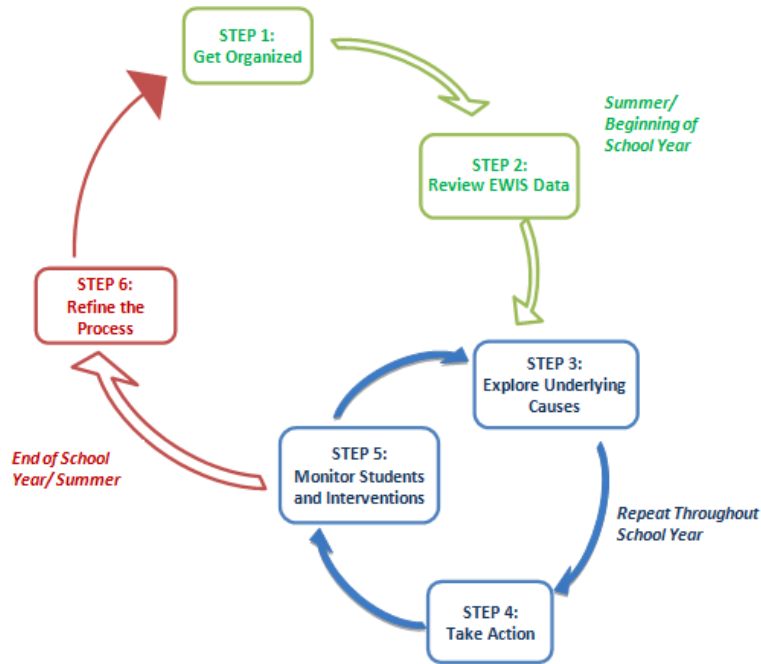 STEP 1:
Get Organized
Summer/
Beginning of
School Year
STEP 2:
Review EWIS Data
STEP 3:
Explore Underlying
Causes
Repeat Throughout
School Year
STEP 4:
Take Action
STEP 5:
Monitor Students
and Interventions
End of School
Year/ Summer
STEP 6:
Refine the
Process